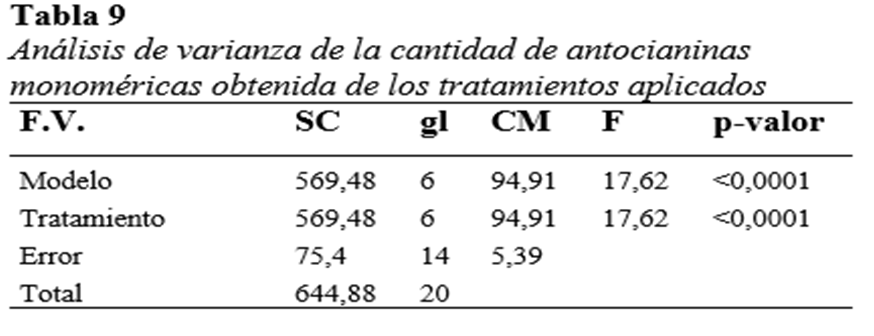 Tabla 9
Análisis de varianza de la cantidad de antocianinas
monoméricas obtenida de los tratamientos aplicados
F.V. SC gl CM F p-valor
Modelo 569,48 6 94,91 17,62 <0,0001
Tratamiento 569,48 6 94,91 17,62 <0,0001
Error 75,4 14 5,39
Total 644,88 20